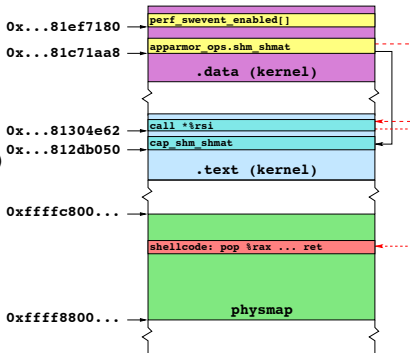 perf_swevent_enabled[]
0x...81ef7180
apparmor_ops.shm_shmat
0x...81c71aa8
.data (kernel)
call *%rsi
0x...81304e62
cap_shm_shmat
0x...812db050
)
.text (kernel)
0xffffc800...
shellcode: pop %rax ... ret
physmap
0xffff8800...